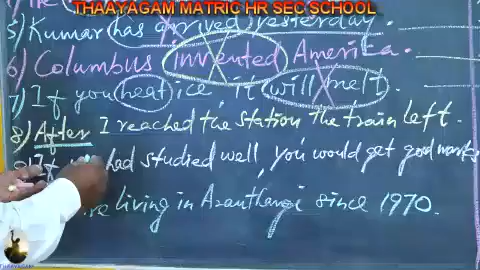 THAAYAGAM MATRIC HR SEC SCHOOL
5) Kumar has arrived yesterday.
6) Columbus invented America.
7) If you heat ice, it will melt.
8) After I reached the station the train left.
If had studied well, you would get good marks
living in Aranthangi since 1970.
THAAYAGAM